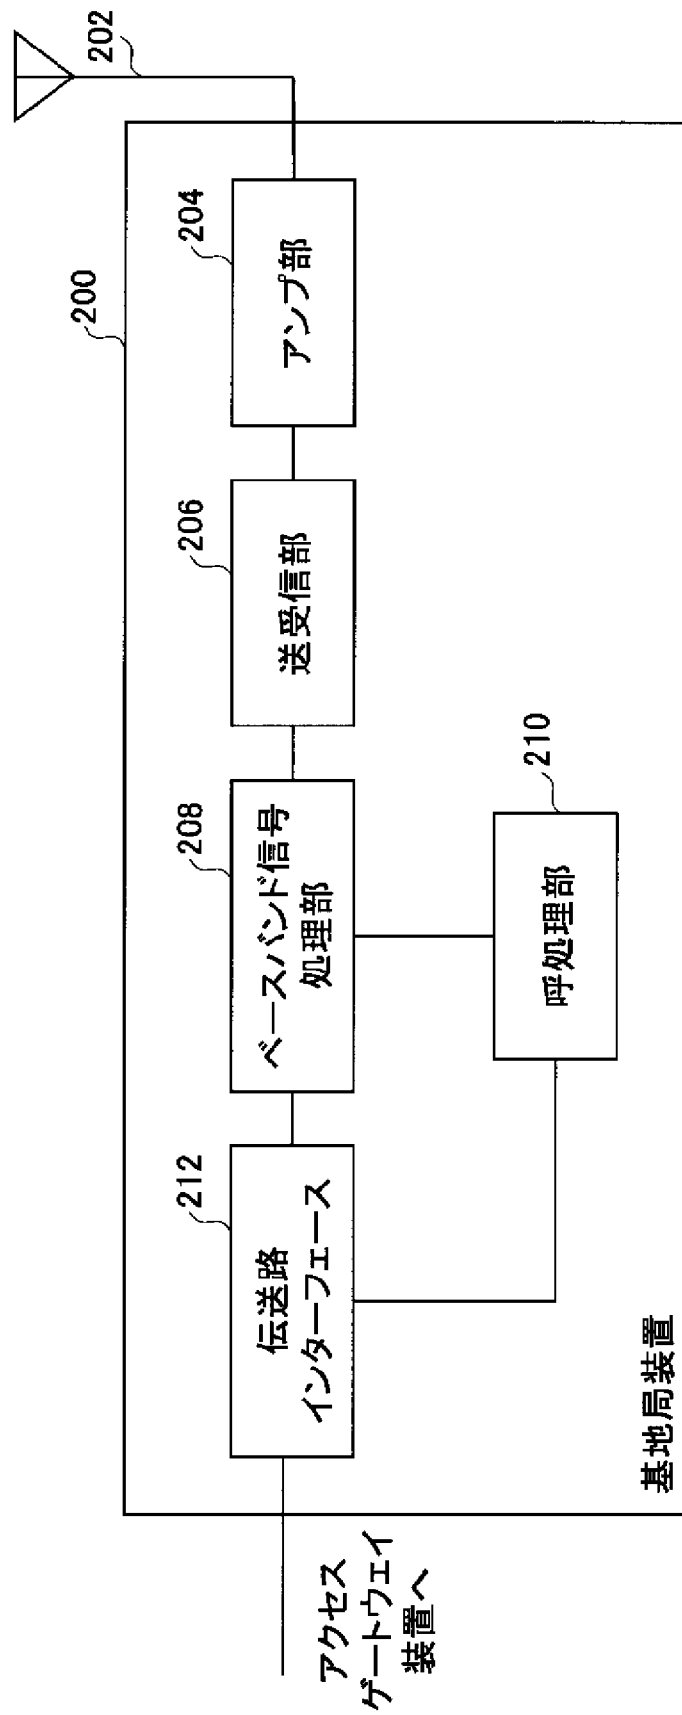 200
202
アンプ部
204
送受信部
206
ベースバンド信号
処理部
208
呼処理部
210
伝送路
インターフェース
212
基地局装置
アクセス
ゲートウェイ
装置へ